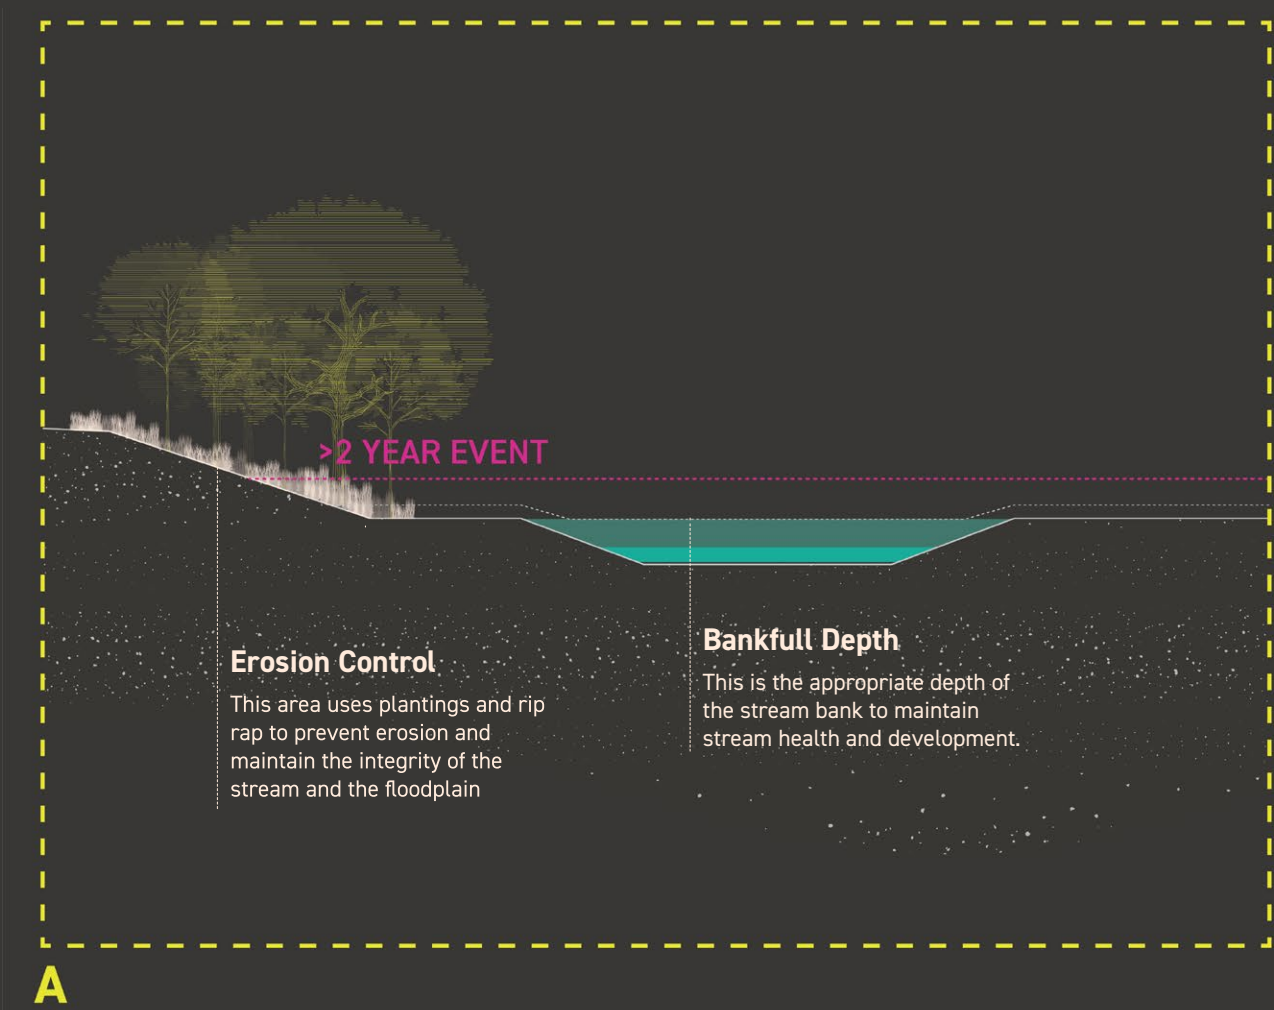 >2 YEAR EVENT
Erosion Control
This area uses plantings and rip
rap to prevent erosion and
maintain the integrity of the
stream and the floodplain
Bankfull Depth
This is the appropriate depth of
the stream bank to maintain
stream health and development.
A